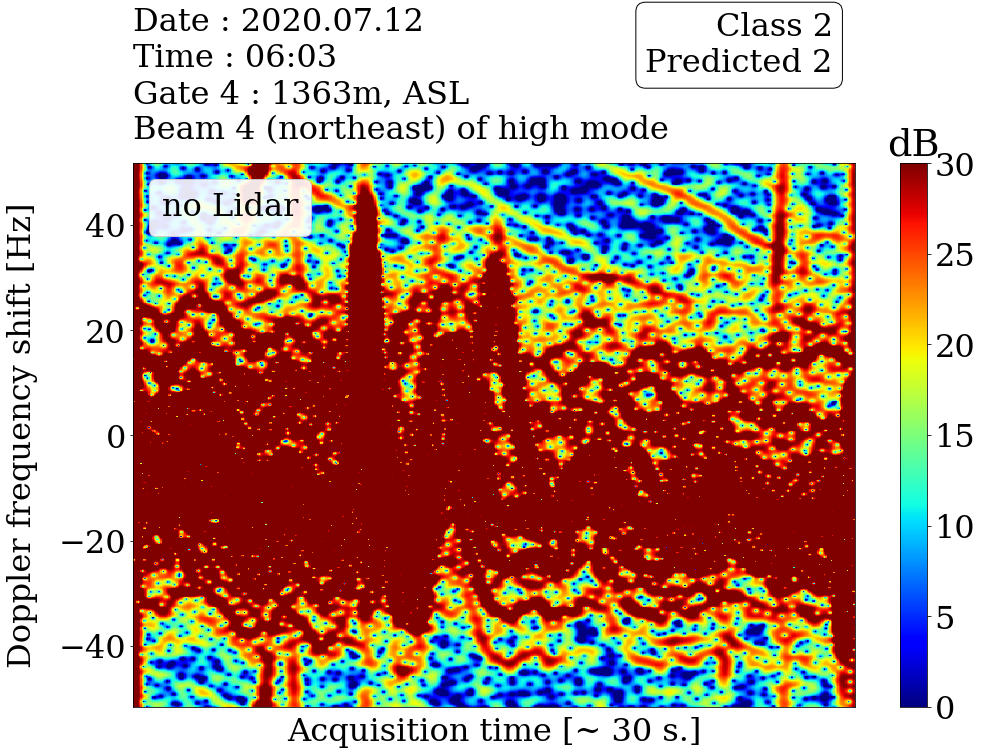 Date : 2020.07.12
Time : 06:03
Gate 4 : 1363m, ASL
Beam 4 (northeast) of high mode
Class 2
Predicted 2
dB
no Lidar
Doppler frequency shift [Hz]
40
20
0
−20
−40
30
25
20
15
10
5
0
Acquisition time [~ 30 s.]